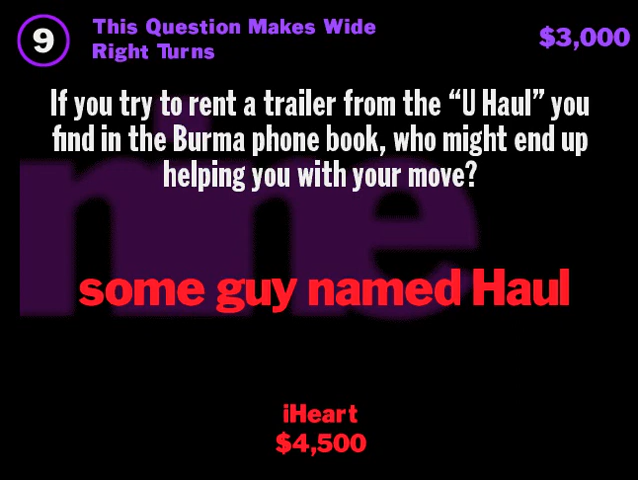 9
This Question Makes Wide
Right Turns
$3,000
If you try to rent a trailer from the “U Haul” you
find in the Burma phone book, who might end up
helping you with your move?
nine
some guy named Haul
iHeart
$4,500